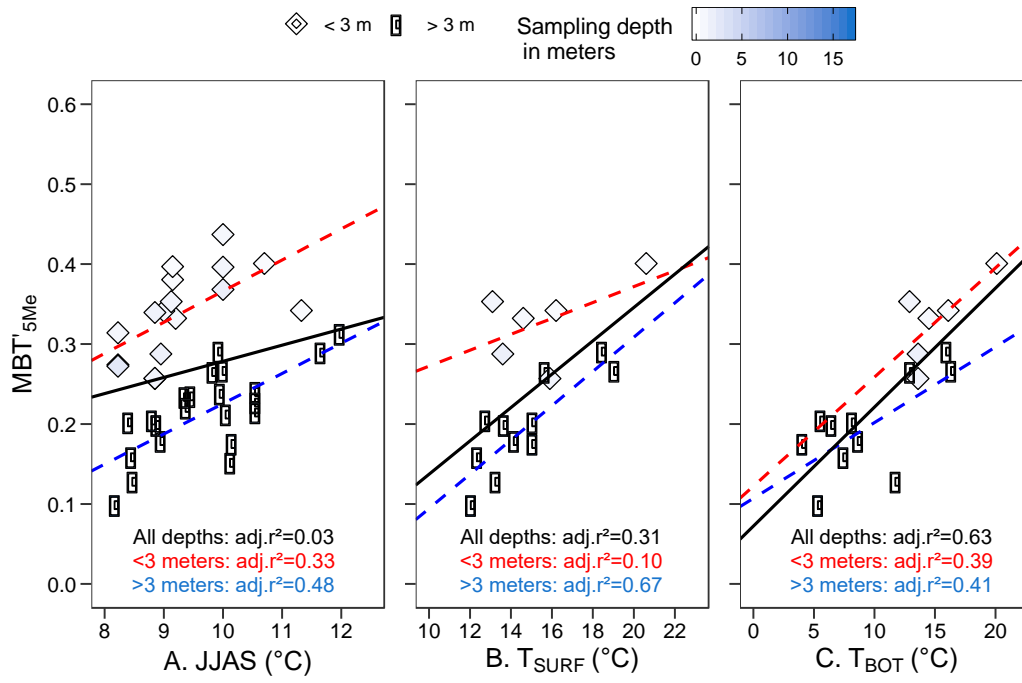 < 3 m > 3 m
Sampling depth
in meters
0 5 10 15
MBT'5Me
0.6
0.5
0.4
0.3
0.2
0.1
0.0
All depths: adj.r²=0.03
<3 meters: adj.r²=0.33
>3 meters: adj.r²=0.48
8 9 10 11 12
A. JJAS (°C)
All depths: adj.r²=0.31
<3 meters: adj.r²=0.10
>3 meters: adj.r²=0.67
10 12 14 16 18 20 22
B. TSURF (°C)
All depths: adj.r²=0.63
<3 meters: adj.r²=0.39
>3 meters: adj.r²=0.41
0 5 10 15 20
C. TBOT (°C)